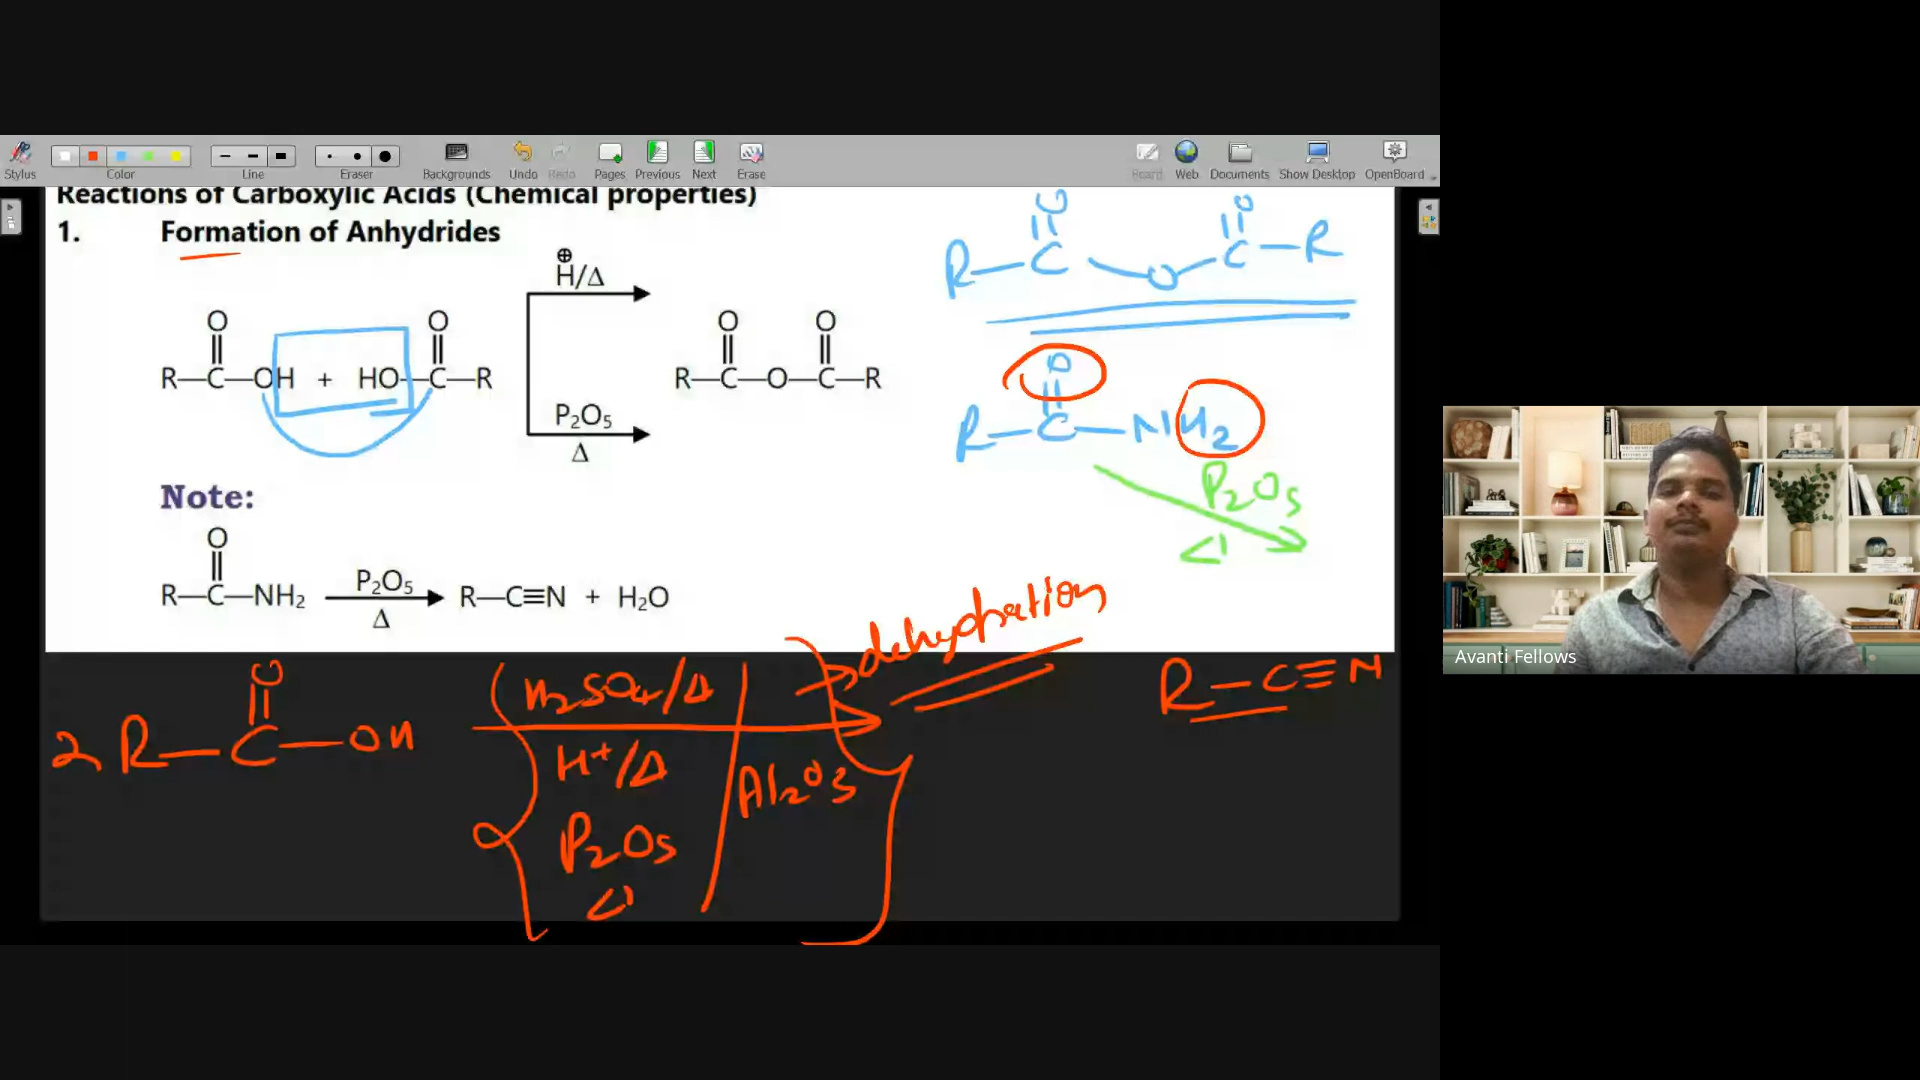 Stylus Color Line Eraser Backgrounds Undo Redo Pages Previous Next Erase Board Web Documents Show Desktop OpenBoard
Reactions of Carboxylic Acids (Chemical properties)
1. Formation of Anhydrides
⊕
H/Δ
O O
R—C—OH + HO—C—R
P₂O₅
Δ
O O
R—C—O—C—R
O O
R—C—O—C—R
O
R—C—NH₂
P₂O₅
Δ
Note:
O
R—C—NH₂ P₂O₅ R—C≡N + H₂O
Δ
dehydration
O
2 R—C—OH
H₂SO₄/Δ
H⁺/Δ
P₂O₅
Δ
Al₂O₃
R—C≡N
Avanti Fellows